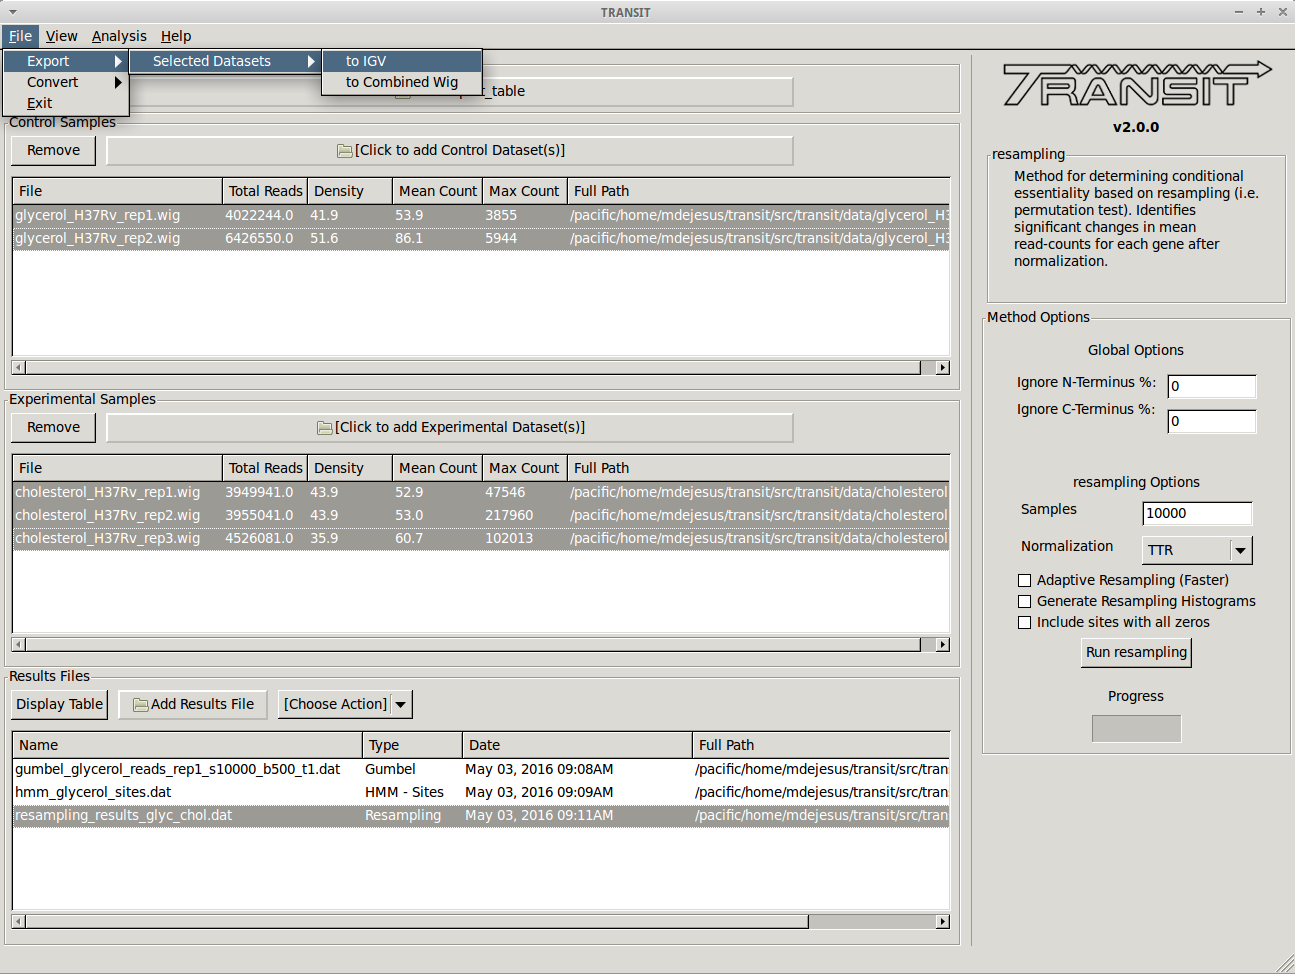 TRANSIT
File View Analysis Help
Export Selected Datasets to IGV
Convert to Combined Wig
Exit
_table
TRANSIT
v2.0.0
Control Samples
Remove [Click to add Control Dataset(s)]
File Total Reads Density Mean Count Max Count Full Path
glycerol_H37Rv_rep1.wig 4022244.0 41.9 53.9 3855 /pacific/home/mdejesus/transit/src/transit/data/glycerol_H3
glycerol_H37Rv_rep2.wig 6426550.0 51.6 86.1 5944 /pacific/home/mdejesus/transit/src/transit/data/glycerol_H3
Experimental Samples
Remove [Click to add Experimental Dataset(s)]
File Total Reads Density Mean Count Max Count Full Path
cholesterol_H37Rv_rep1.wig 3949941.0 43.9 52.9 47546 /pacific/home/mdejesus/transit/src/transit/data/cholesterol
cholesterol_H37Rv_rep2.wig 3955041.0 43.9 53.0 217960 /pacific/home/mdejesus/transit/src/transit/data/cholesterol
cholesterol_H37Rv_rep3.wig 4526081.0 35.9 60.7 102013 /pacific/home/mdejesus/transit/src/transit/data/cholesterol
Results Files
Display Table Add Results File [Choose Action]
Name Type Date Full Path
gumbel_glycerol_reads_rep1_s10000_b500_t1.dat Gumbel May 03, 2016 09:08AM /pacific/home/mdejesus/transit/src/tran
hmm_glycerol_sites.dat HMM - Sites May 03, 2016 09:09AM /pacific/home/mdejesus/transit/src/tran
resampling_results_glyc_chol.dat Resampling May 03, 2016 09:11AM /pacific/home/mdejesus/transit/src/tran
resampling
Method for determining conditional
essentiality based on resampling (i.e.
permutation test). Identifies
significant changes in mean
read-counts for each gene after
normalization.
Method Options
Global Options
Ignore N-Terminus %: 0
Ignore C-Terminus %: 0
resampling Options
Samples 10000
Normalization TTR
Adaptive Resampling (Faster)
Generate Resampling Histograms
Include sites with all zeros
Run resampling
Progress